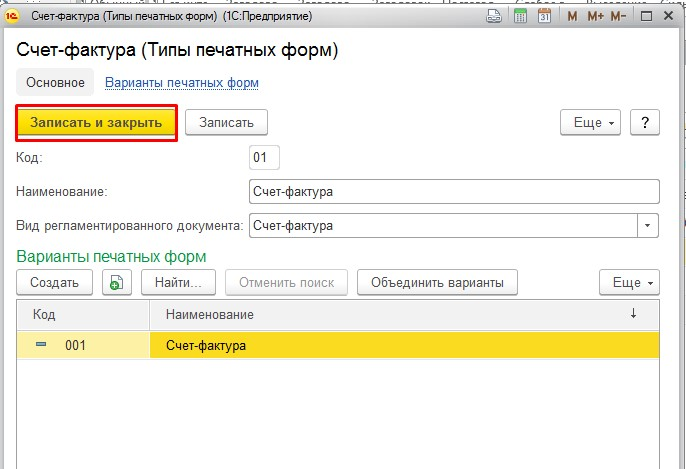 Счет-фактура (Типы печатных форм) (1С:Предприятие) M M+ M-
Счет-фактура (Типы печатных форм)
Основное Варианты печатных форм
Записать и закрыть Записать Еще ?
Код: 01
Наименование: Счет-фактура
Вид регламентированного документа: Счет-фактура
Варианты печатных форм
Создать Найти... Отменить поиск Объединить варианты Еще
Код Наименование ↓
001 Счет-фактура